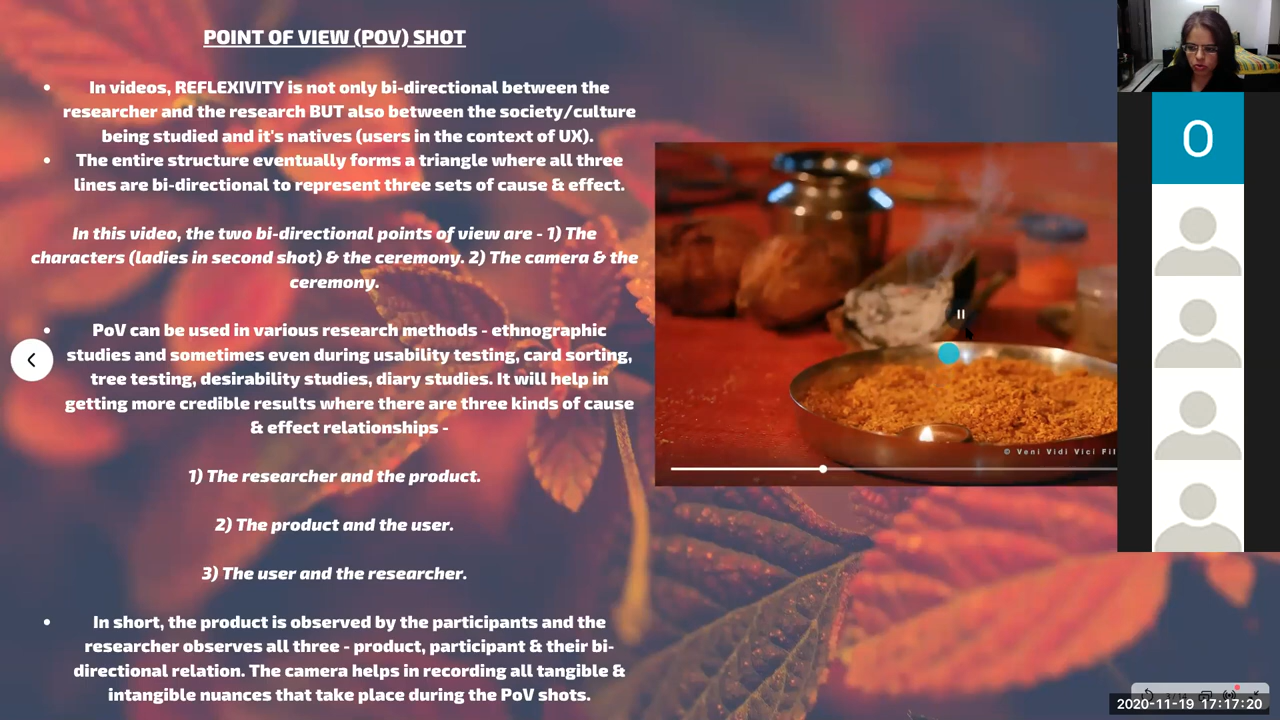 POINT OF VIEW (POV) SHOT
In videos, REFLEXIVITY is not only bi-directional between the
researcher and the research BUT also between the society/culture
being studied and it's natives (users in the context of UX).
The entire structure eventually forms a triangle where all three
lines are bi-directional to represent three sets of cause & effect.
In this video, the two bi-directional points of view are - 1) The
characters (ladies in second shot) & the ceremony. 2) The camera & the
ceremony.
PoV can be used in various research methods - ethnographic
studies and sometimes even during usability testing, card sorting,
tree testing, desirability studies, diary studies. It will help in
getting more credible results where there are three kinds of cause
& effect relationships -
1) The researcher and the product.
2) The product and the user.
3) The user and the researcher.
In short, the product is observed by the participants and the
researcher observes all three - product, participant & their bi-
directional relation. The camera helps in recording all tangible &
intangible nuances that take place during the PoV shots.
© Veni Vidi Vici Fil
O
2020-11-19 17:17:20